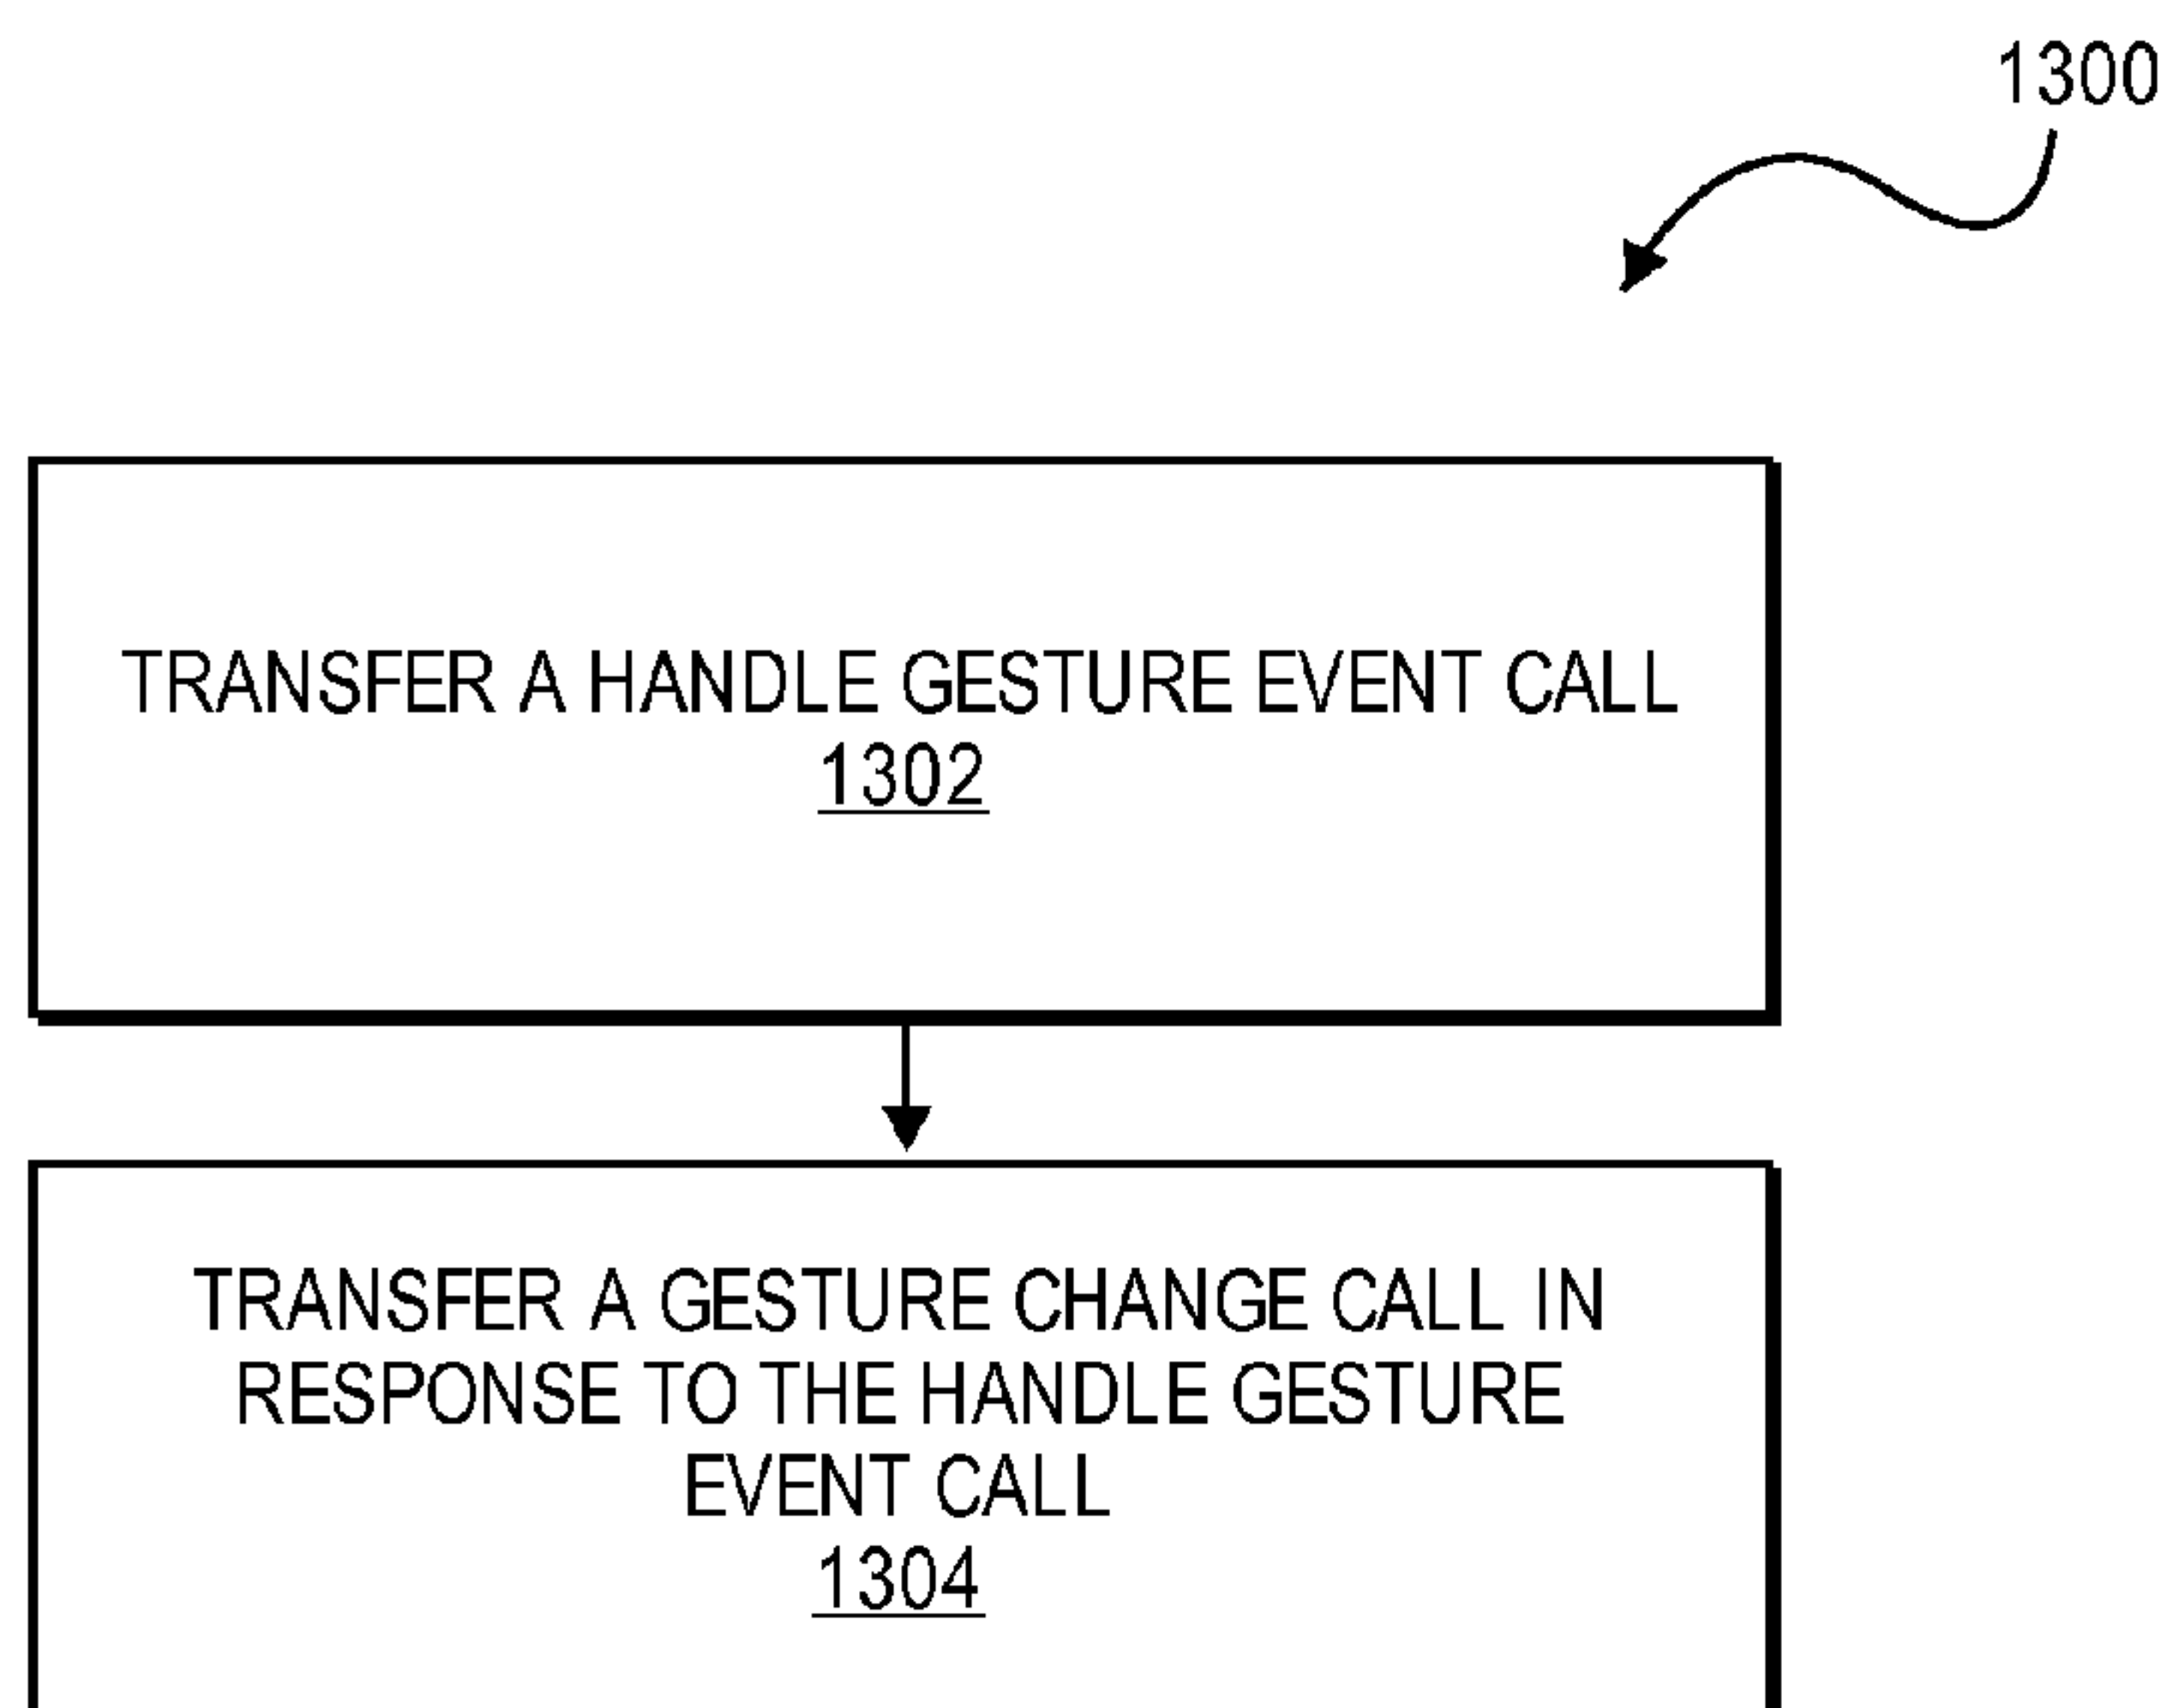 1300
TRANSFER A HANDLE GESTURE EVENT CALL
1302
TRANSFER A GESTURE CHANGE CALL IN
RESPONSE TO THE HANDLE GESTURE
EVENT CALL
1304